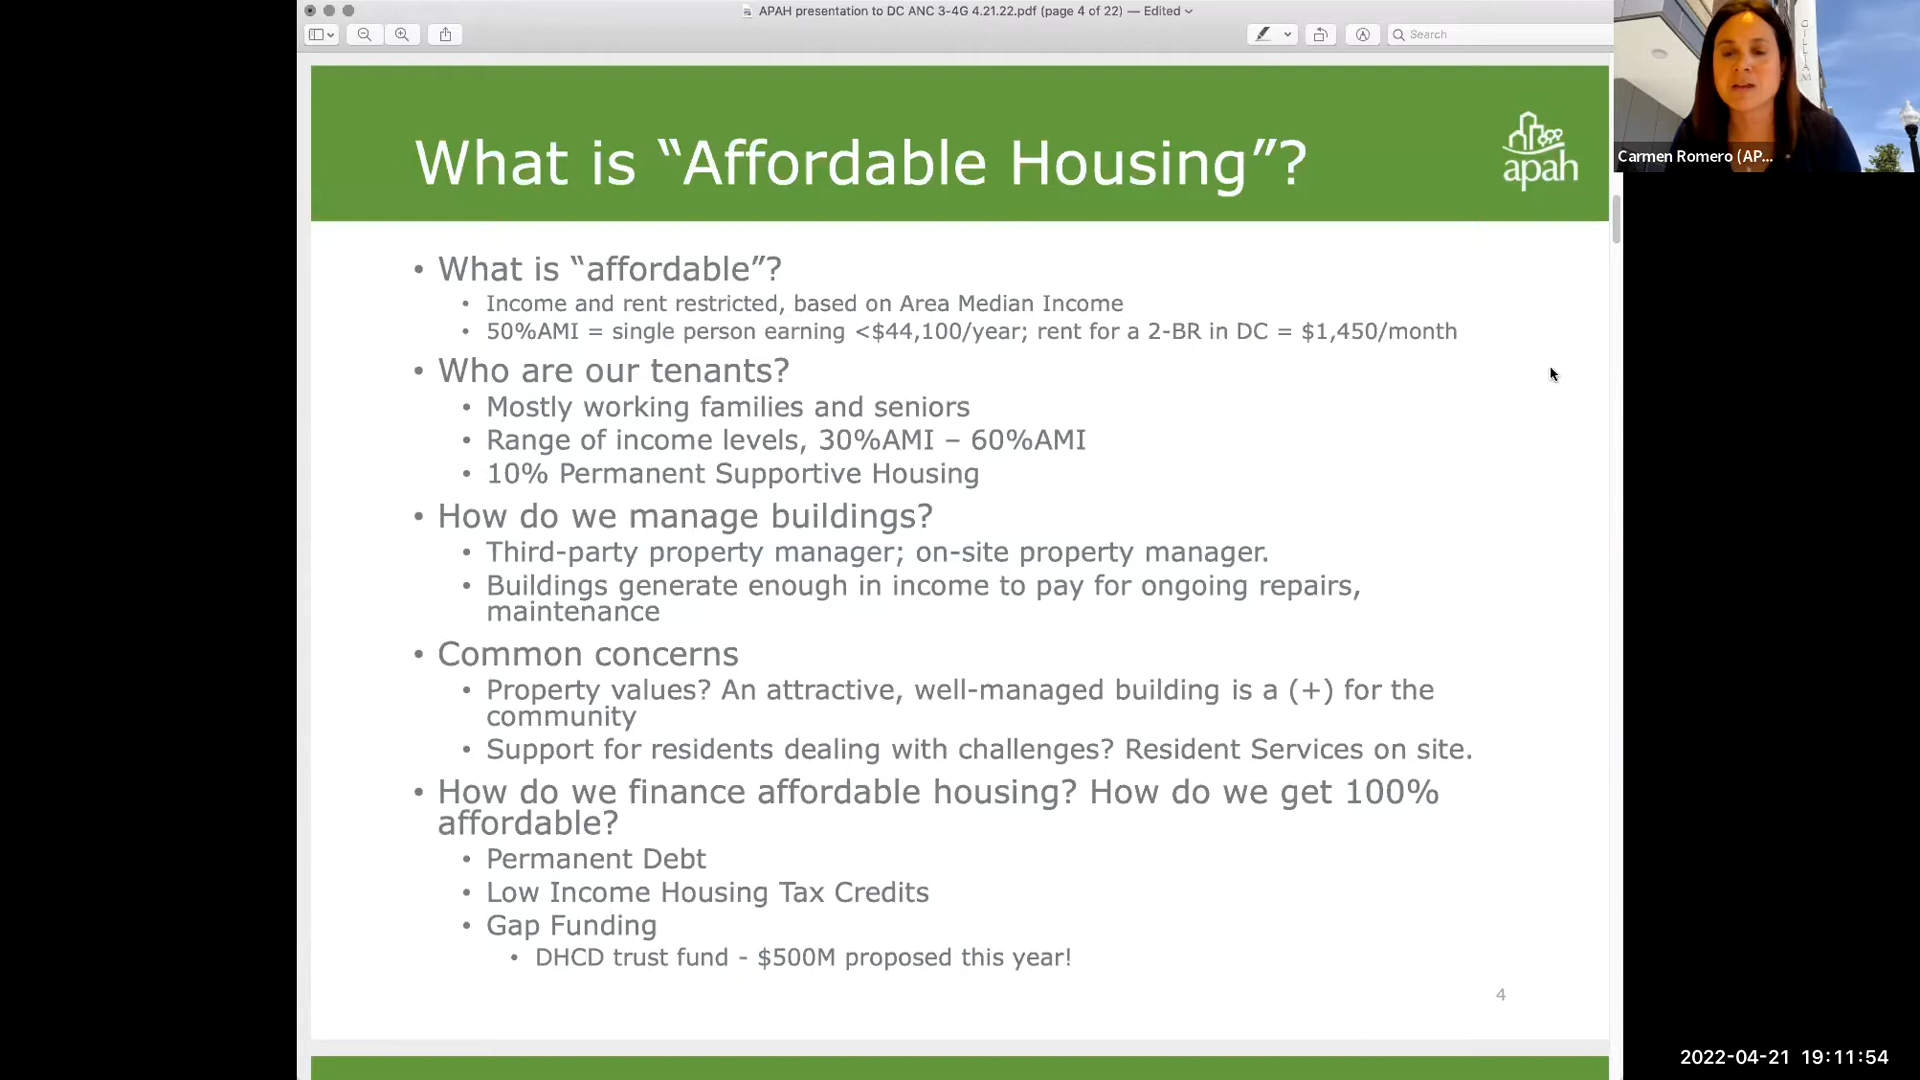 APAH presentation to DC ANC 3-4G 4.21.22.pdf (page 4 of 22) — Edited
Search
GILLIAM
Carmen Romero (AP...
What is “Affordable Housing”?
apah
• What is “affordable”?
• Income and rent restricted, based on Area Median Income
• 50%AMI = single person earning <$44,100/year; rent for a 2-BR in DC = $1,450/month
• Who are our tenants?
• Mostly working families and seniors
• Range of income levels, 30%AMI – 60%AMI
• 10% Permanent Supportive Housing
• How do we manage buildings?
• Third-party property manager; on-site property manager.
• Buildings generate enough in income to pay for ongoing repairs,
maintenance
• Common concerns
• Property values? An attractive, well-managed building is a (+) for the
community
• Support for residents dealing with challenges? Resident Services on site.
• How do we finance affordable housing? How do we get 100%
affordable?
• Permanent Debt
• Low Income Housing Tax Credits
• Gap Funding
• DHCD trust fund - $500M proposed this year!
4
2022-04-21 19:11:54